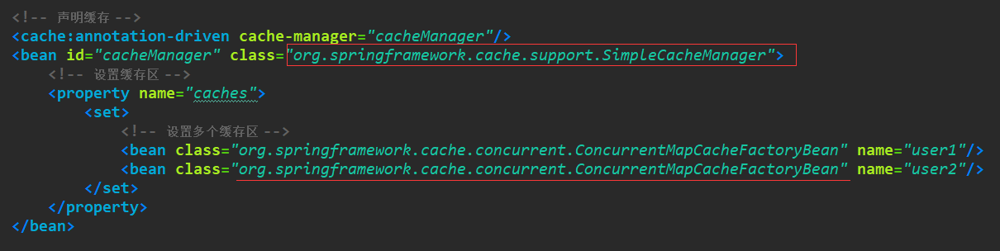 <!-- 声明缓存 -->
<cache:annotation-driven cache-manager="cacheManager"/>
<bean id="cacheManager" class="org.springframework.cache.support.SimpleCacheManager">
<!-- 设置缓存区 -->
<property name="caches">
<set>
<!-- 设置多个缓存区 -->
<bean class="org.springframework.cache.concurrent.ConcurrentMapCacheFactoryBean" name="user1"/>
<bean class="org.springframework.cache.concurrent.ConcurrentMapCacheFactoryBean" name="user2"/>
</set>
</property>
</bean>